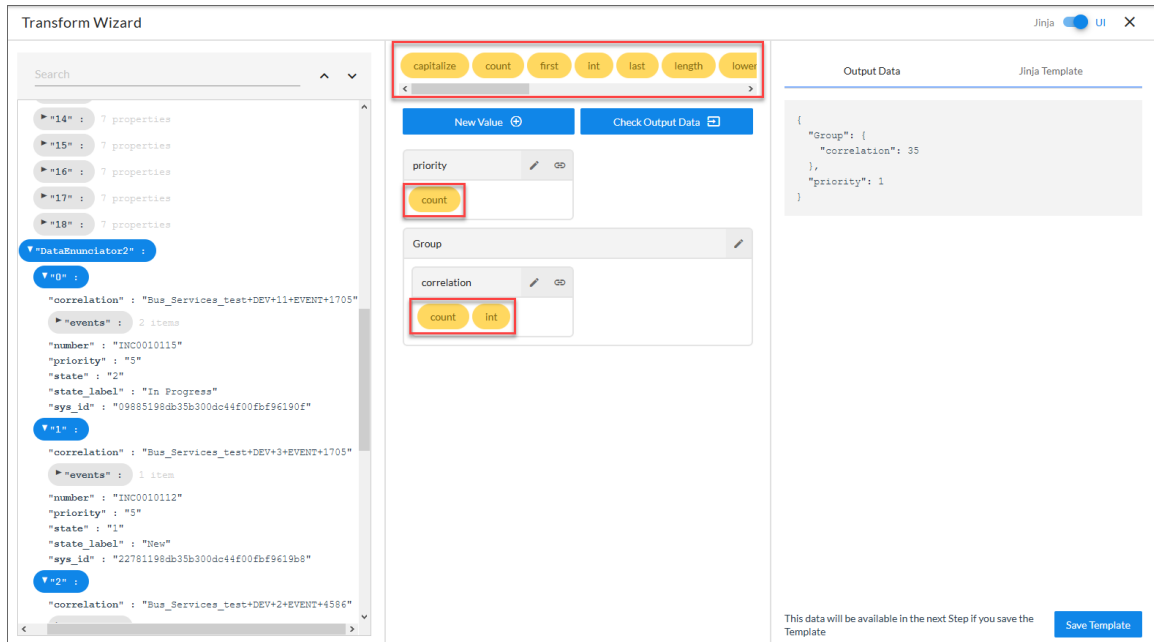 Transform Wizard
Jinja UI
Search
"14" : 7 properties
"15" : 7 properties
"16" : 7 properties
"17" : 7 properties
"18" : 7 properties
"DataEnunciator2" :
"0" :
"correlation" : "Bus_Services_test+DEV+11+EVENT+1705"
"events" : 2 items
"number" : "INC0010115"
"priority" : "5"
"state" : "2"
"state_label" : "In Progress"
"sys_id" : "09885198db35b300dc44f00fbf96190f"
"1" :
"correlation" : "Bus_Services_test+DEV+3+EVENT+1705"
"events" : 1 item
"number" : "INC0010112"
"priority" : "5"
"state" : "1"
"state_label" : "New"
"sys_id" : "22781198db35b300dc44f00fbf9619b8"
"2" :
"correlation" : "Bus_Services_test+DEV+2+EVENT+4586"
capitalize count first int last length lower
New Value
Check Output Data
priority
count
Group
correlation
count int
Output Data
Jinja Template
{
"Group": {
"correlation": 35
},
"priority": 1
}
This data will be available in the next Step if you save the
Template
Save Template